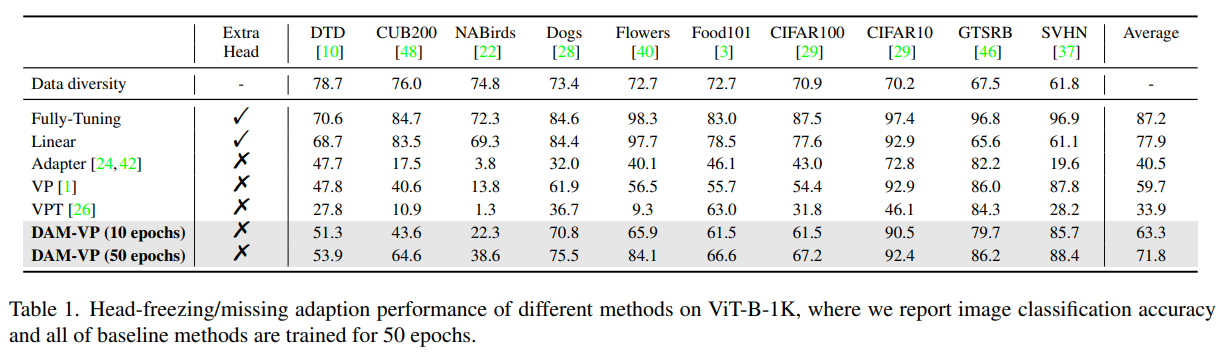 Extra Head DTD [10] CUB200 [48] NABirds [22] Dogs [28] Flowers [40] Food101 [3] CIFAR100 [29] CIFAR10 [29] GTSRB [46] SVHN [37] Average
Data diversity - 78.7 76.0 74.8 73.4 72.7 72.7 70.9 70.2 67.5 61.8 -
Fully-Tuning ✓ 70.6 84.7 72.3 84.6 98.3 83.0 87.5 97.4 96.8 96.9 87.2
Linear ✓ 68.7 83.5 69.3 84.4 97.7 78.5 77.6 92.9 65.6 61.1 77.9
Adapter [24,42] ✗ 47.7 17.5 3.8 32.0 40.1 46.1 43.0 72.8 82.2 19.6 40.5
VP [1] ✗ 47.8 40.6 13.8 61.9 56.5 55.7 54.4 92.9 86.0 87.8 59.7
VPT [26] ✗ 27.8 10.9 1.3 36.7 9.3 63.0 31.8 46.1 84.3 28.2 33.9
DAM-VP (10 epochs) ✗ 51.3 43.6 22.3 70.8 65.9 61.5 61.5 90.5 79.7 85.7 63.3
DAM-VP (50 epochs) ✗ 53.9 64.6 38.6 75.5 84.1 66.6 67.2 92.4 86.2 88.4 71.8
Table 1. Head-freezing/missing adaption performance of different methods on ViT-B-1K, where we report image classification accuracy
and all of baseline methods are trained for 50 epochs.